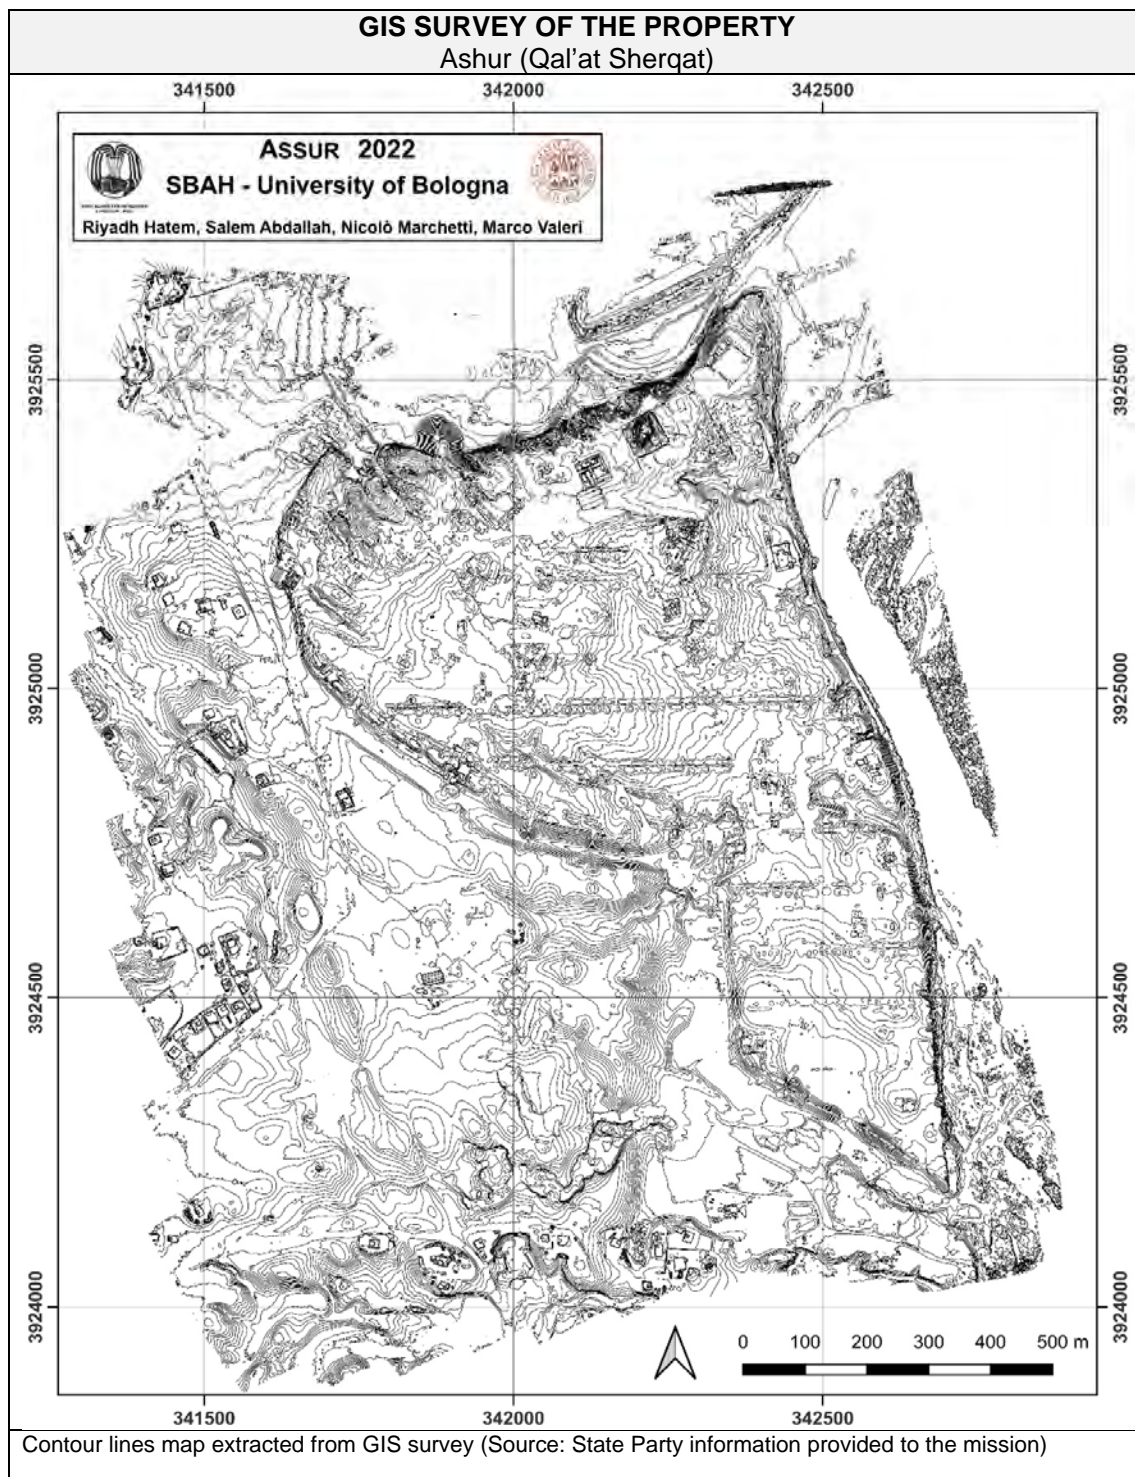 GIS SURVEY OF THE PROPERTY
Ashur (Qal’at Sherqat)
341500 342000 342500
ASSUR 2022
SBAH - University of Bologna
Riyadh Hatem, Salem Abdallah, Nicolò Marchetti, Marco Valeri
3925500 3925500
3925000 3925000
3924500 3924500
3924000 3924000
0 100 200 300 400 500 m
341500 342000 342500
Contour lines map extracted from GIS survey (Source: State Party information provided to the mission)